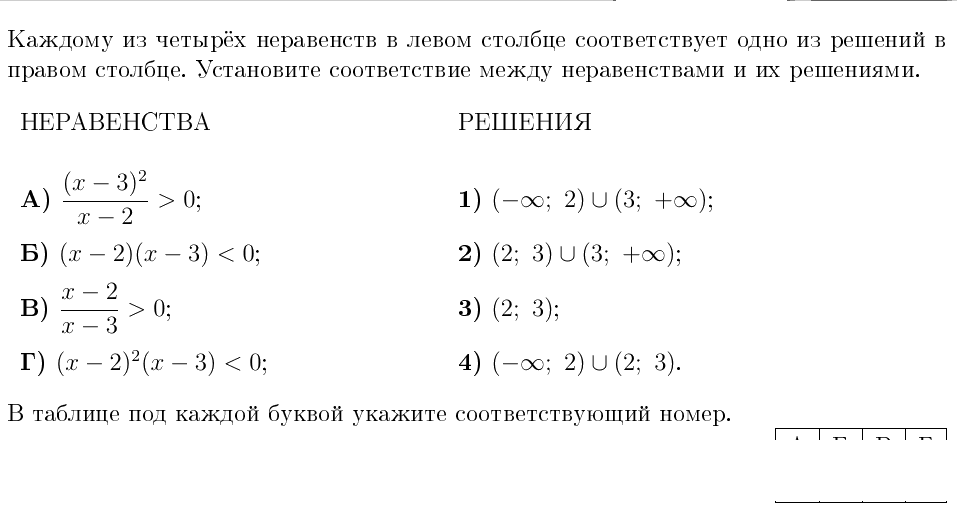 Каждому из четырёх неравенств в левом столбце соответствует одно из решений в
правом столбце. Установите соответствие между неравенствами и их решениями.
НЕРАВЕНСТВА РЕШЕНИЯ
А) (x − 3)²/(x − 2) > 0; 1) (−∞; 2) ∪ (3; +∞);
Б) (x − 2)(x − 3) < 0; 2) (2; 3) ∪ (3; +∞);
В) (x − 2)/(x − 3) > 0; 3) (2; 3);
Г) (x − 2)²(x − 3) < 0; 4) (−∞; 2) ∪ (2; 3).
В таблице под каждой буквой укажите соответствующий номер.